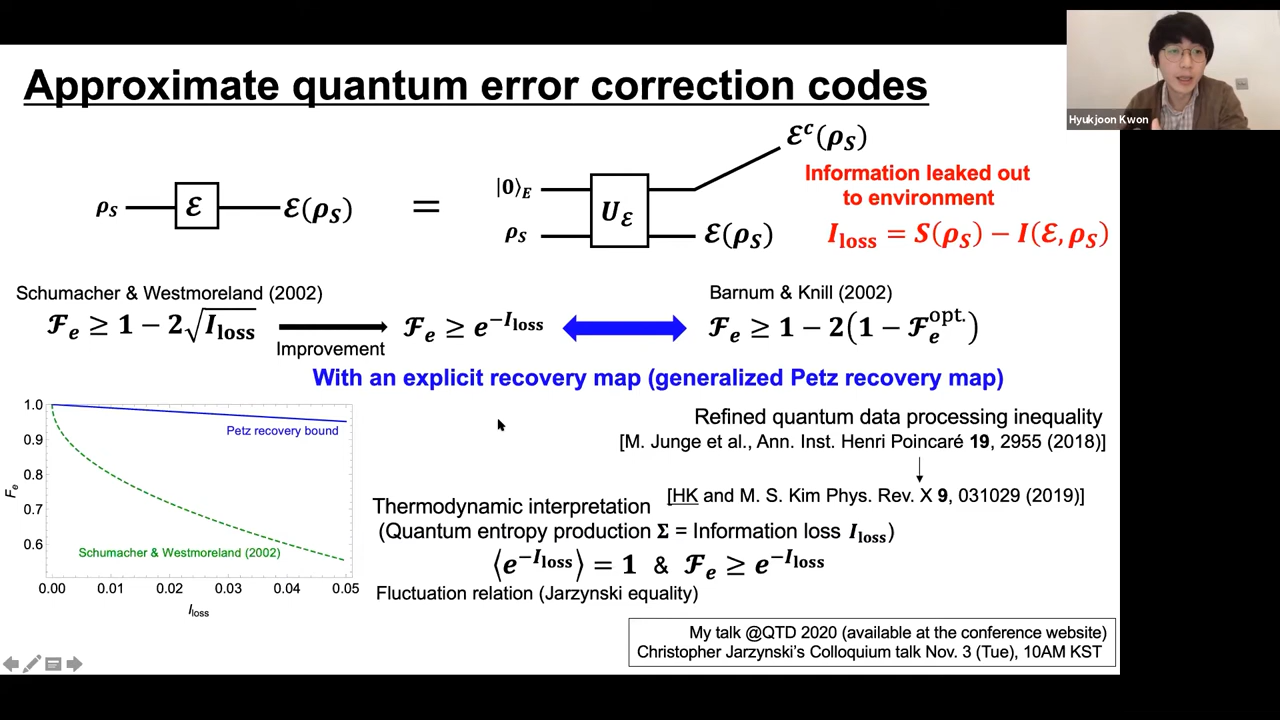 Approximate quantum error correction codes
Hyukjoon Kwon
ρ_S
ℰ
ℰ(ρ_S)
=
|0⟩_E
ρ_S
U_ℰ
ℰ^c(ρ_S)
ℰ(ρ_S)
Information leaked out
to environment
I_loss = S(ρ_S) − I(ℰ, ρ_S)
Schumacher & Westmoreland (2002)
ℱ_e ≥ 1 − 2√I_loss
Improvement
ℱ_e ≥ e^{−I_loss}
Barnum & Knill (2002)
ℱ_e ≥ 1 − 2(1 − ℱ_e^{opt.})
With an explicit recovery map (generalized Petz recovery map)
1.0
0.9
0.8
0.7
0.6
F_e
Petz recovery bound
Schumacher & Westmoreland (2002)
0.00 0.01 0.02 0.03 0.04 0.05
I_loss
Refined quantum data processing inequality
[M. Junge et al., Ann. Inst. Henri Poincaré 19, 2955 (2018)]
[HK and M. S. Kim Phys. Rev. X 9, 031029 (2019)]
Thermodynamic interpretation
(Quantum entropy production Σ = Information loss I_loss)
⟨e^{−I_loss}⟩ = 1 & ℱ_e ≥ e^{−I_loss}
Fluctuation relation (Jarzynski equality)
My talk @QTD 2020 (available at the conference website)
Christopher Jarzynski's Colloquium talk Nov. 3 (Tue), 10AM KST